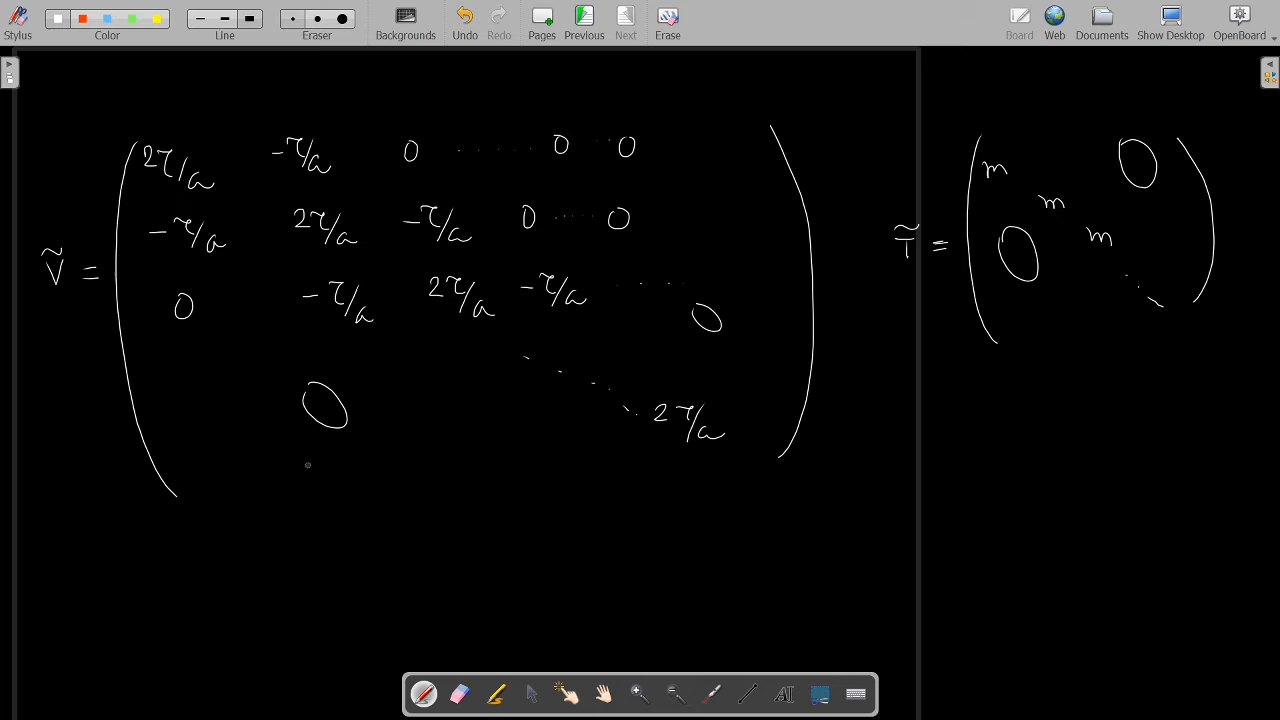 Stylus Color Line Eraser Backgrounds Undo Redo Pages Previous Next Erase Board Web Documents Show Desktop OpenBoard
2τ/a -τ/a 0 ...... 0 ... 0
-τ/a 2τ/a -τ/a 0 ...... 0
Ṽ = 0 -τ/a 2τ/a -τ/a ......
0
0 ...... 2τ/a
T̃ = m 0
m
0 m
......
AI